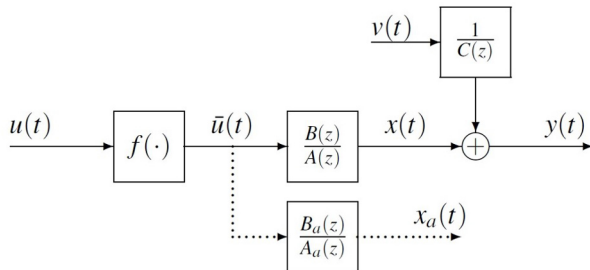 v(t)
1/C(z)
u(t) f(·) ū(t) B(z)/A(z) x(t) + y(t)
B_a(z)/A_a(z) x_a(t)